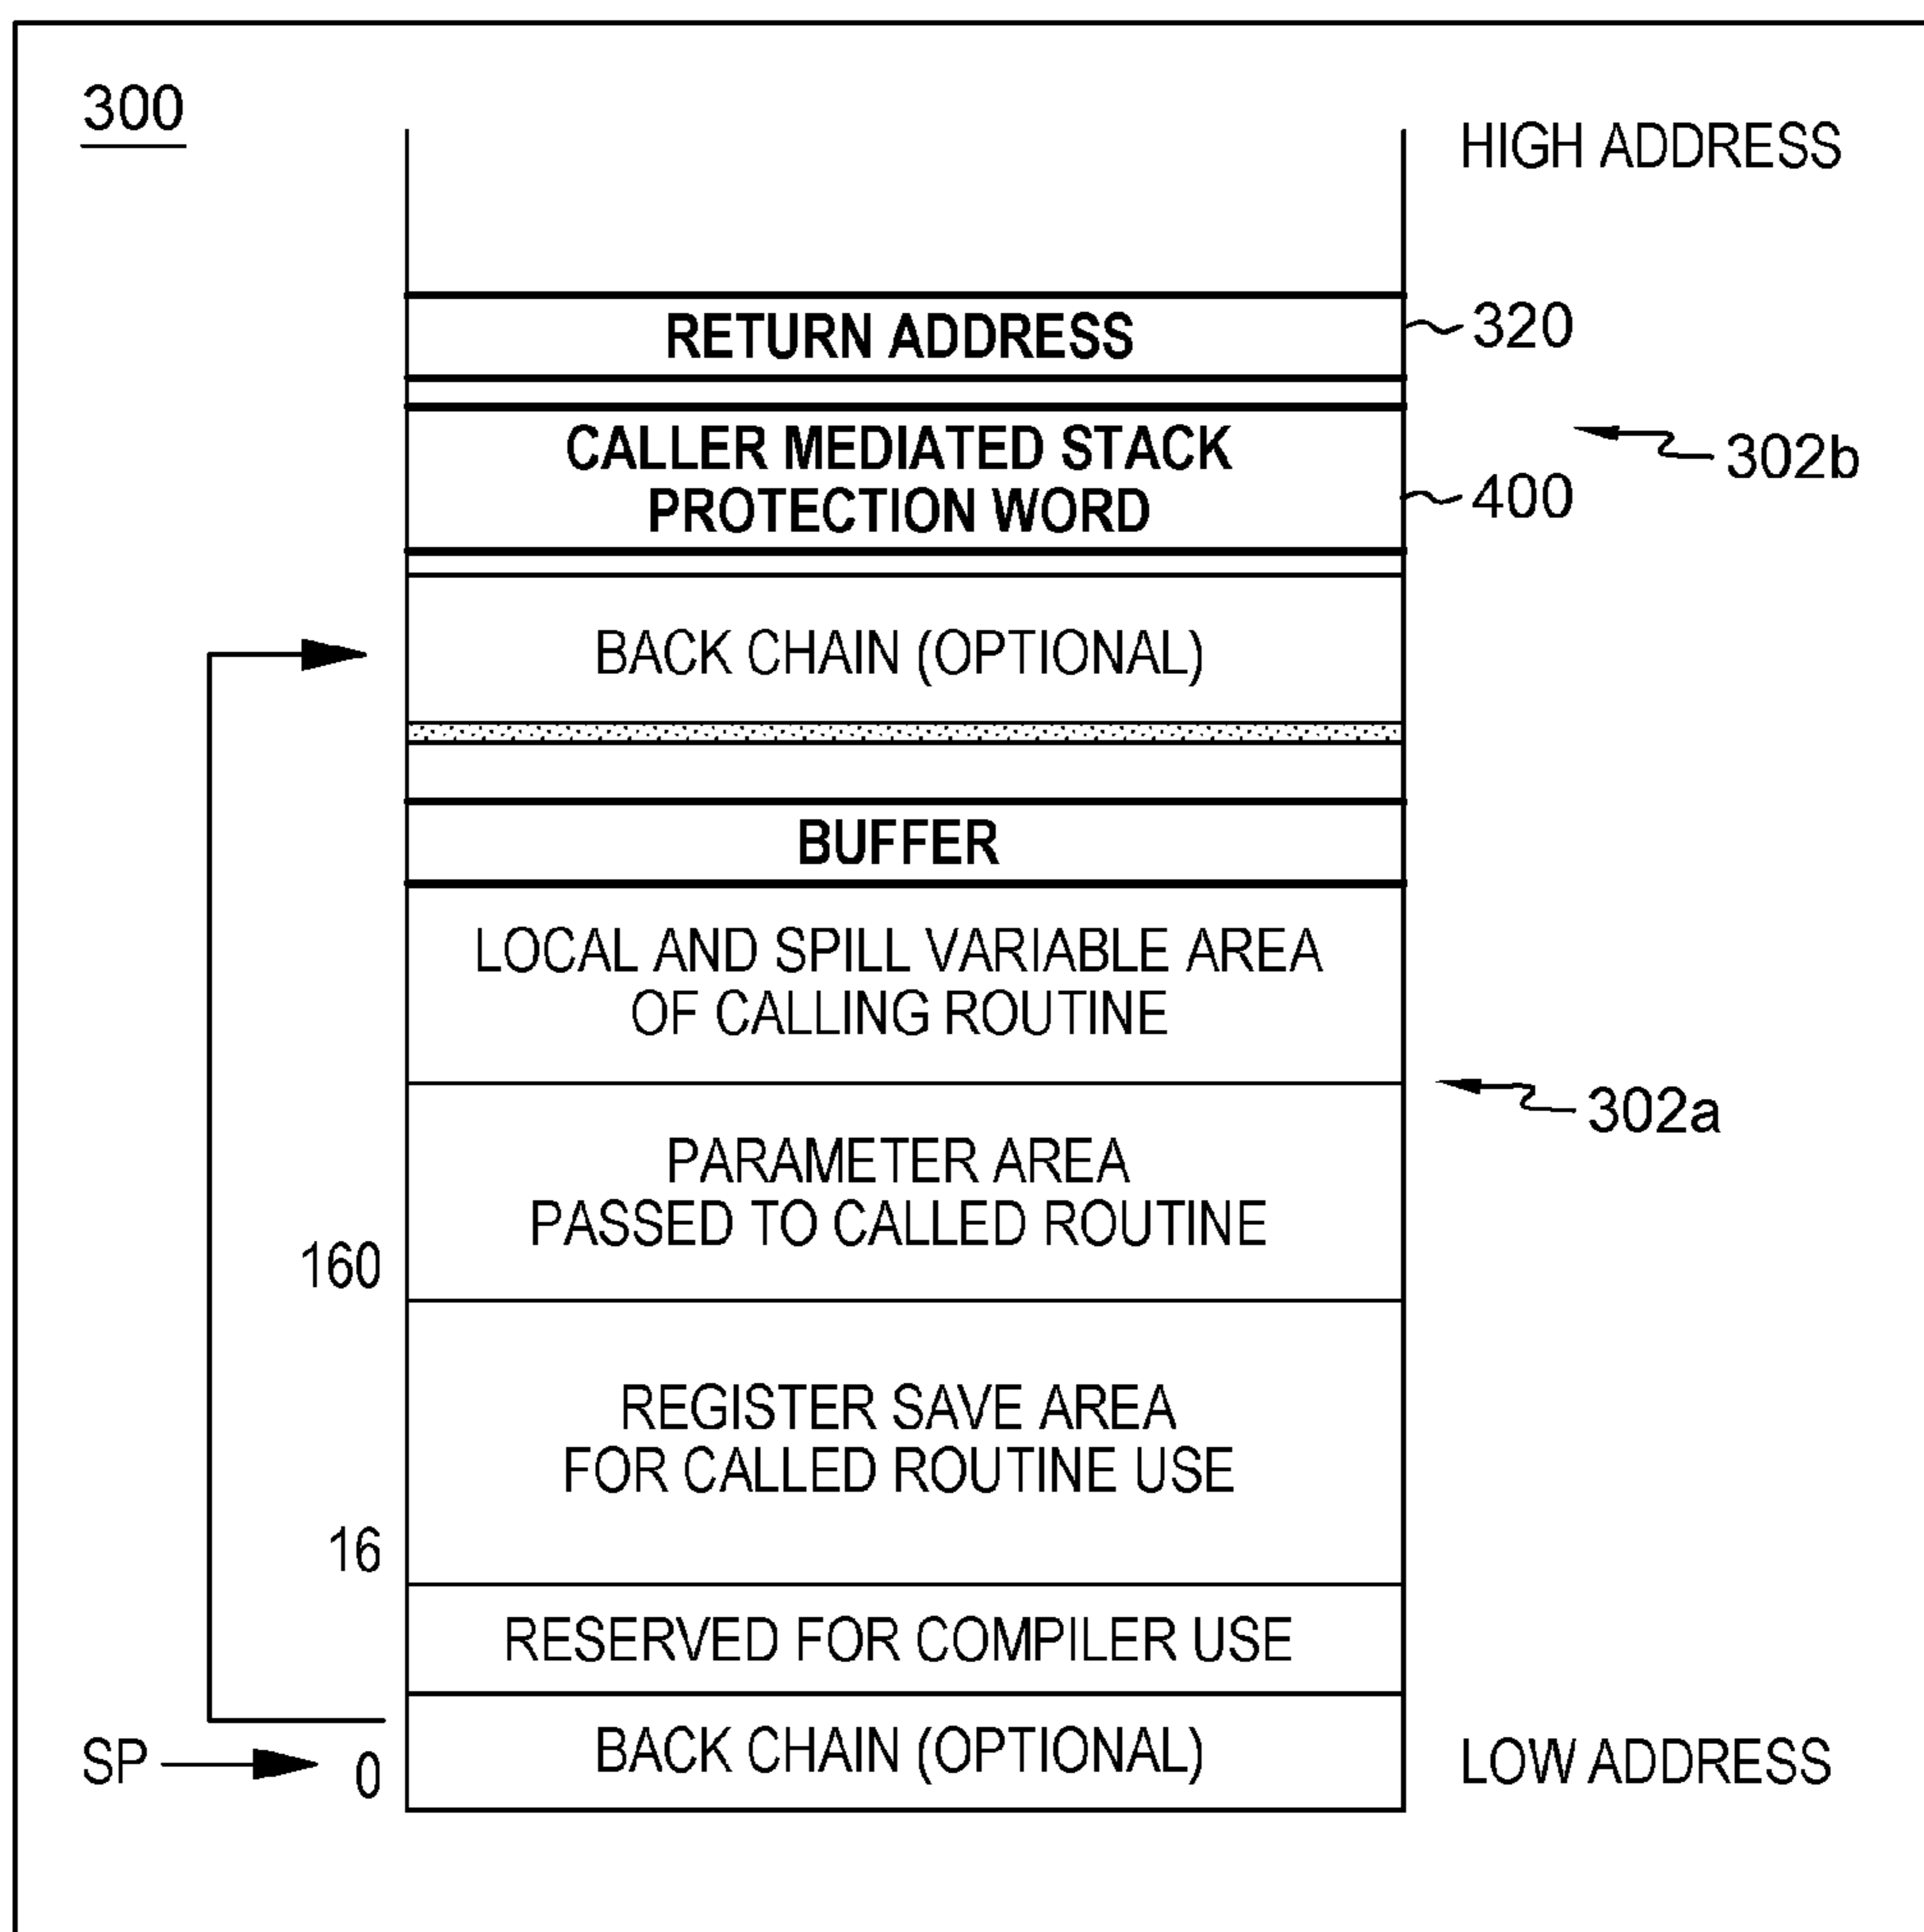 300
HIGH ADDRESS
RETURN ADDRESS
320
CALLER MEDIATED STACK
PROTECTION WORD
302b
400
BACK CHAIN (OPTIONAL)
BUFFER
LOCAL AND SPILL VARIABLE AREA
OF CALLING ROUTINE
302a
PARAMETER AREA
PASSED TO CALLED ROUTINE
160
REGISTER SAVE AREA
FOR CALLED ROUTINE USE
16
RESERVED FOR COMPILER USE
SP
0
BACK CHAIN (OPTIONAL)
LOW ADDRESS